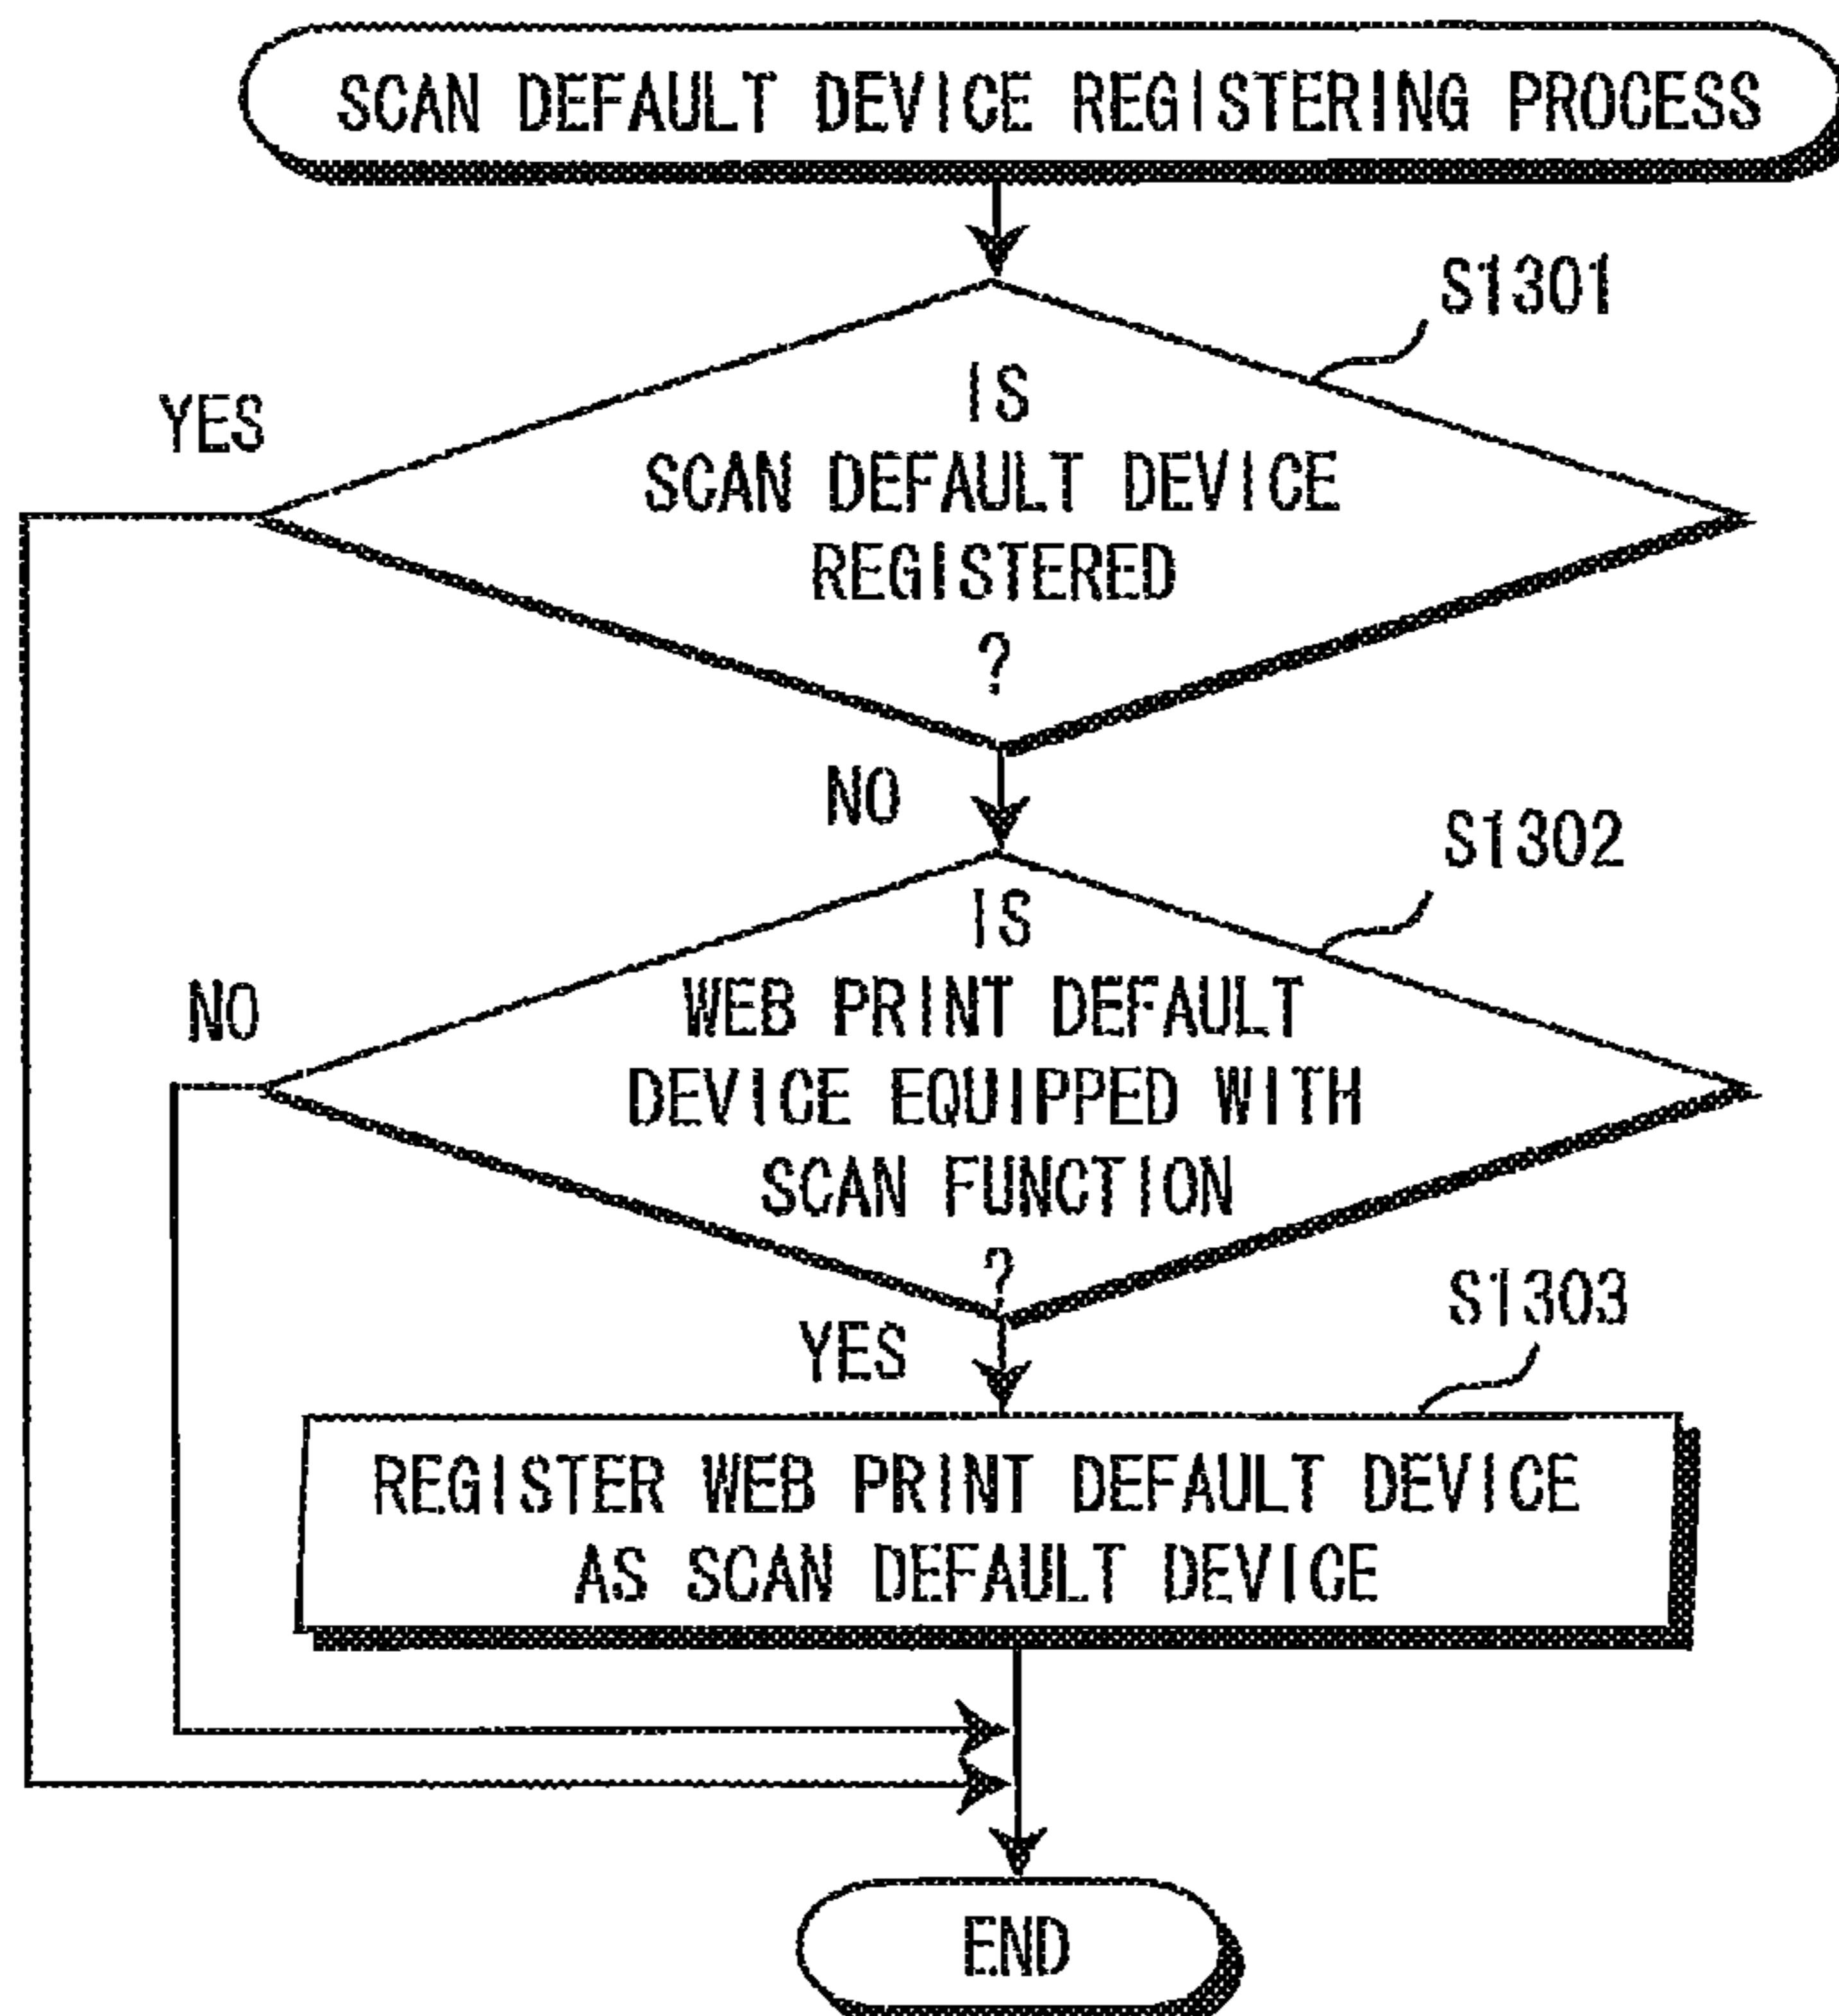 SCAN DEFAULT DEVICE REGISTERING PROCESS
S1301
IS
YES
SCAN DEFAULT DEVICE
REGISTERED
?
NO
S1302
IS
NO
WEB PRINT DEFAULT
DEVICE EQUIPPED WITH
SCAN FUNCTION
?
S1303
YES
REGISTER WEB PRINT DEFAULT DEVICE
AS SCAN DEFAULT DEVICE
END